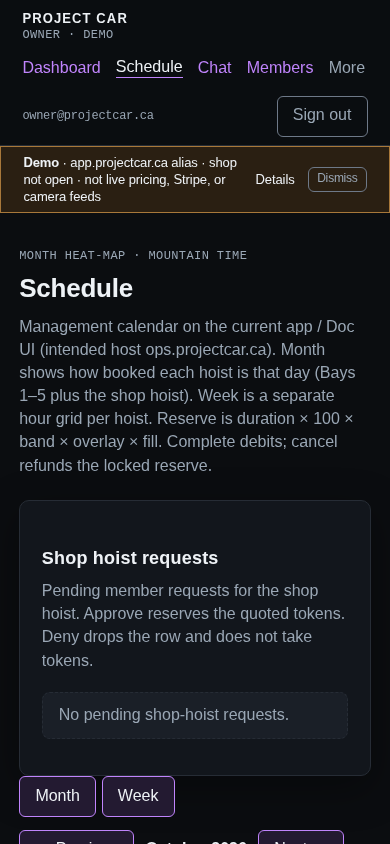 PROJECT CAR
OWNER · DEMO
Dashboard Schedule Chat Members More
owner@projectcar.ca Sign out
Demo · app.projectcar.ca alias · shop
not open · not live pricing, Stripe, or
camera feeds
Details Dismiss
MONTH HEAT-MAP · MOUNTAIN TIME
Schedule
Management calendar on the current app / Doc
UI (intended host ops.projectcar.ca). Month
shows how booked each hoist is that day (Bays
1–5 plus the shop hoist). Week is a separate
hour grid per hoist. Reserve is duration × 100 ×
band × overlay × fill. Complete debits; cancel
refunds the locked reserve.
Shop hoist requests
Pending member requests for the shop
hoist. Approve reserves the quoted tokens.
Deny drops the row and does not take
tokens.
No pending shop-hoist requests.
Month Week